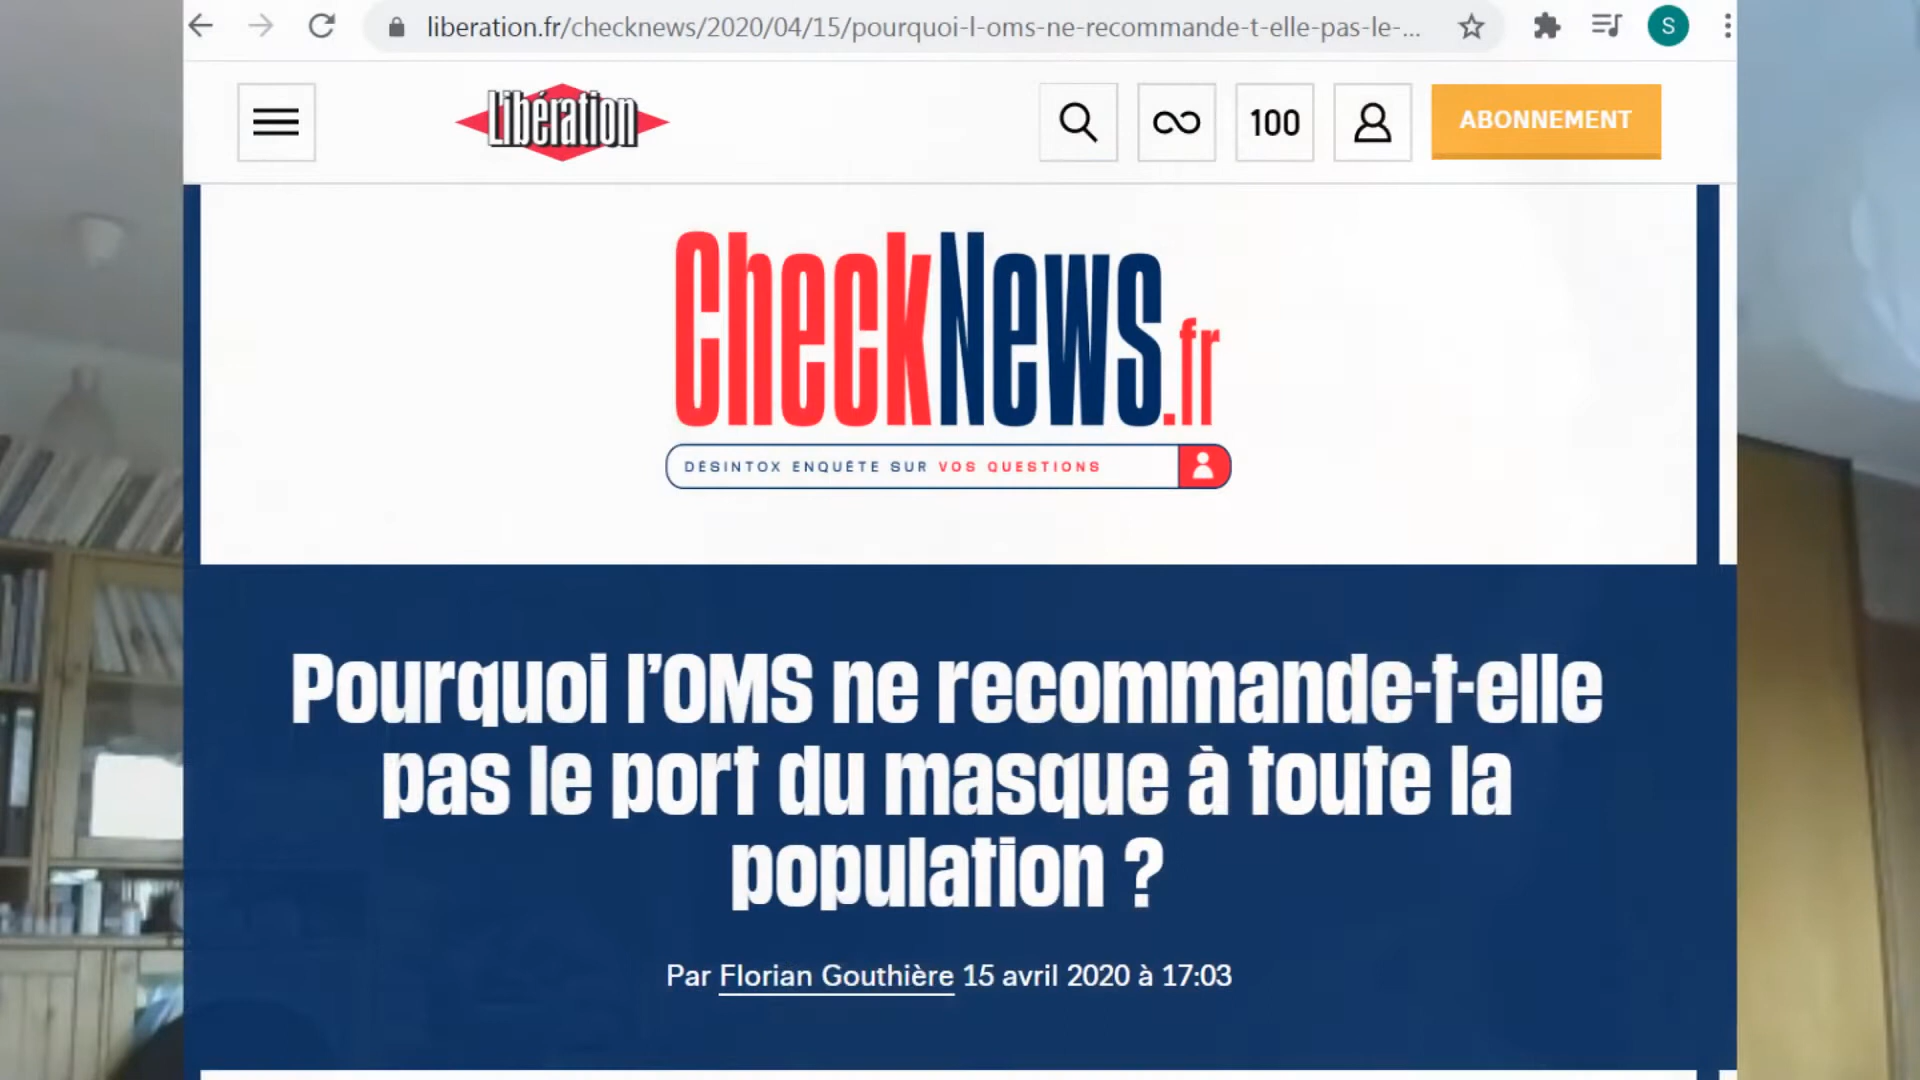 liberation.fr/checknews/2020/04/15/pourquoi-l-oms-ne-recommande-t-elle-pas-le-...
S
Libération
100
ABONNEMENT
CheckNews.fr
DÉSINTOX ENQUÊTE SUR VOS QUESTIONS
Pourquoi l'OMS ne recommande-t-elle
pas le port du masque à toute la
population ?
Par Florian Gouthière 15 avril 2020 à 17:03